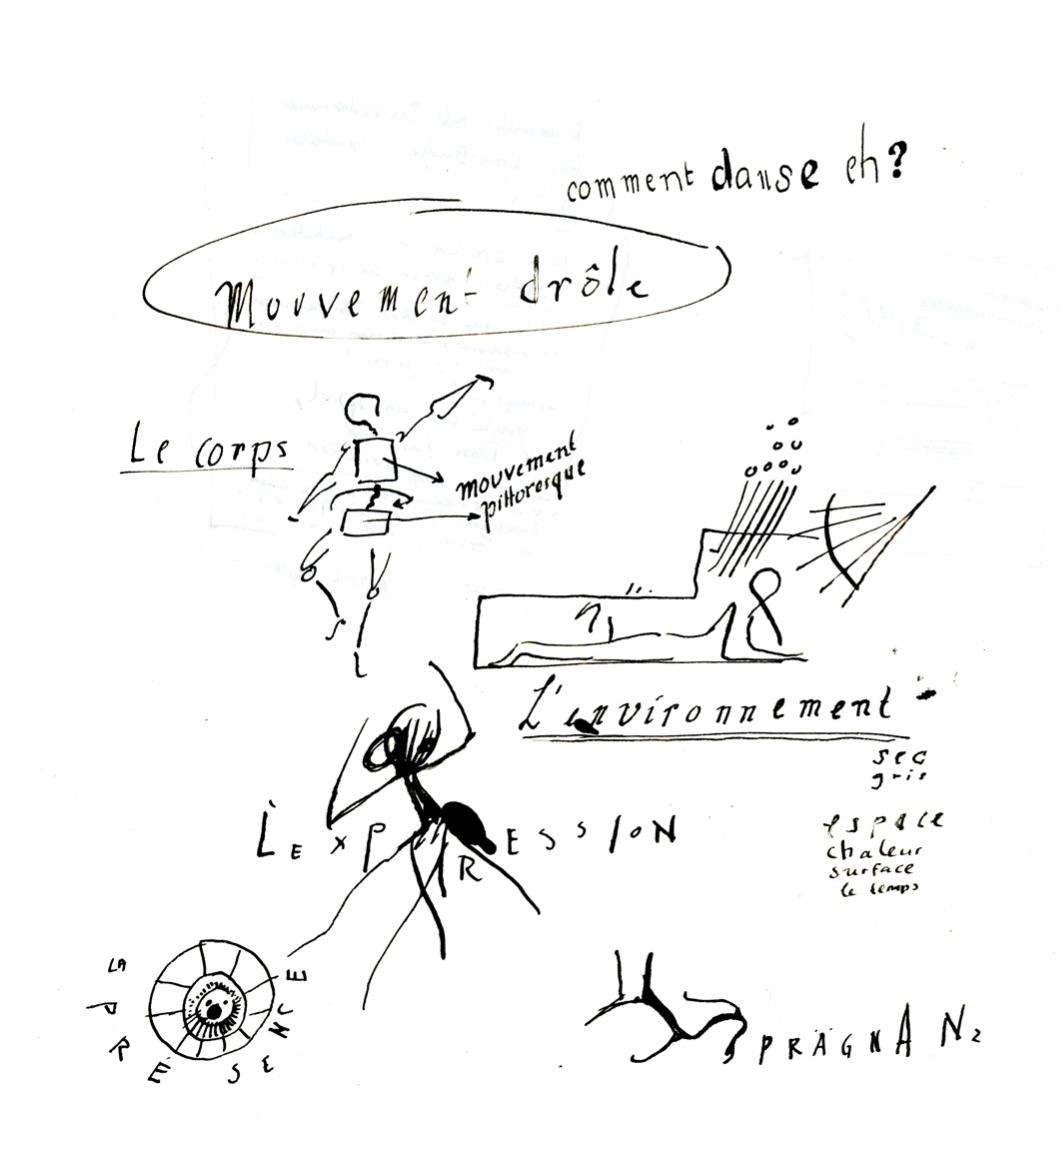 comment danse eh?
Mouvement drôle
Le corps
mouvement
pittoresque
L'environnement
sec
gris
espace
chaleur
surface
le temps
L'EXPRESSION
LA PRÉSENCE
PRÄGNANZ